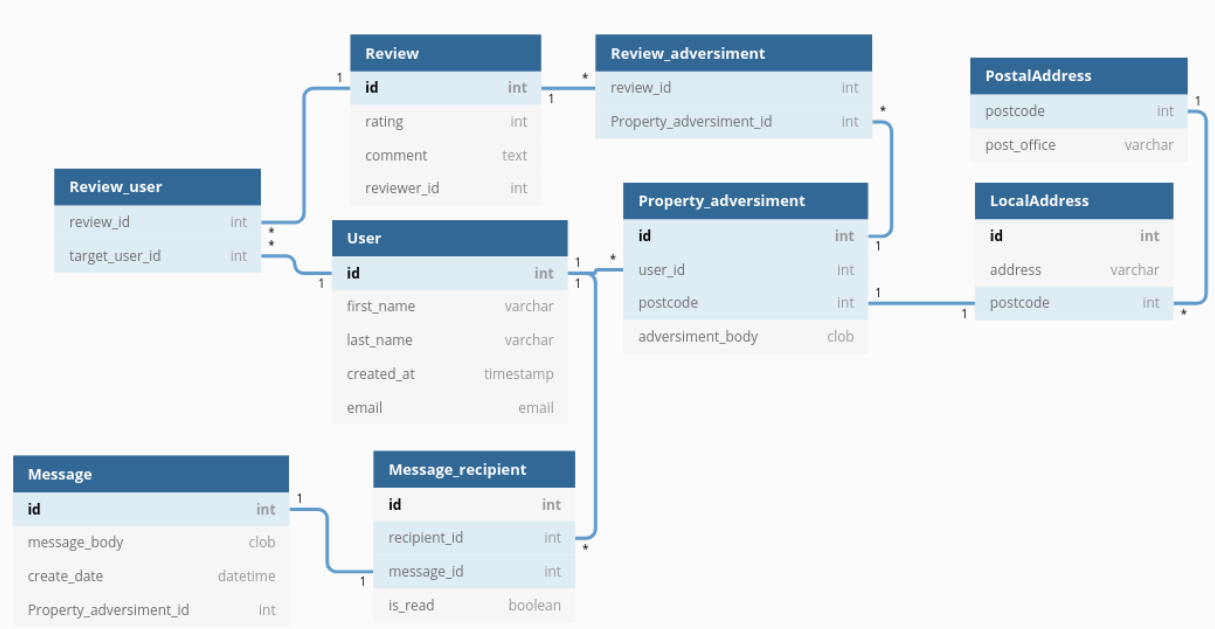 Review
id int
rating int
comment text
reviewer_id int
Review_adversiment
review_id int
Property_adversiment_id int
PostalAddress
postcode int
post_office varchar
Review_user
review_id int
target_user_id int
User
id int
first_name varchar
last_name varchar
created_at timestamp
email email
Property_adversiment
id int
user_id int
postcode int
adversiment_body clob
LocalAddress
id int
address varchar
postcode int
Message
id int
message_body clob
create_date datetime
Property_adversiment_id int
Message_recipient
id int
recipient_id int
message_id int
is_read boolean
1
*
1
*
1
*
1
*
1
*
1
1
*
1
1
1
*
1
*
1
1